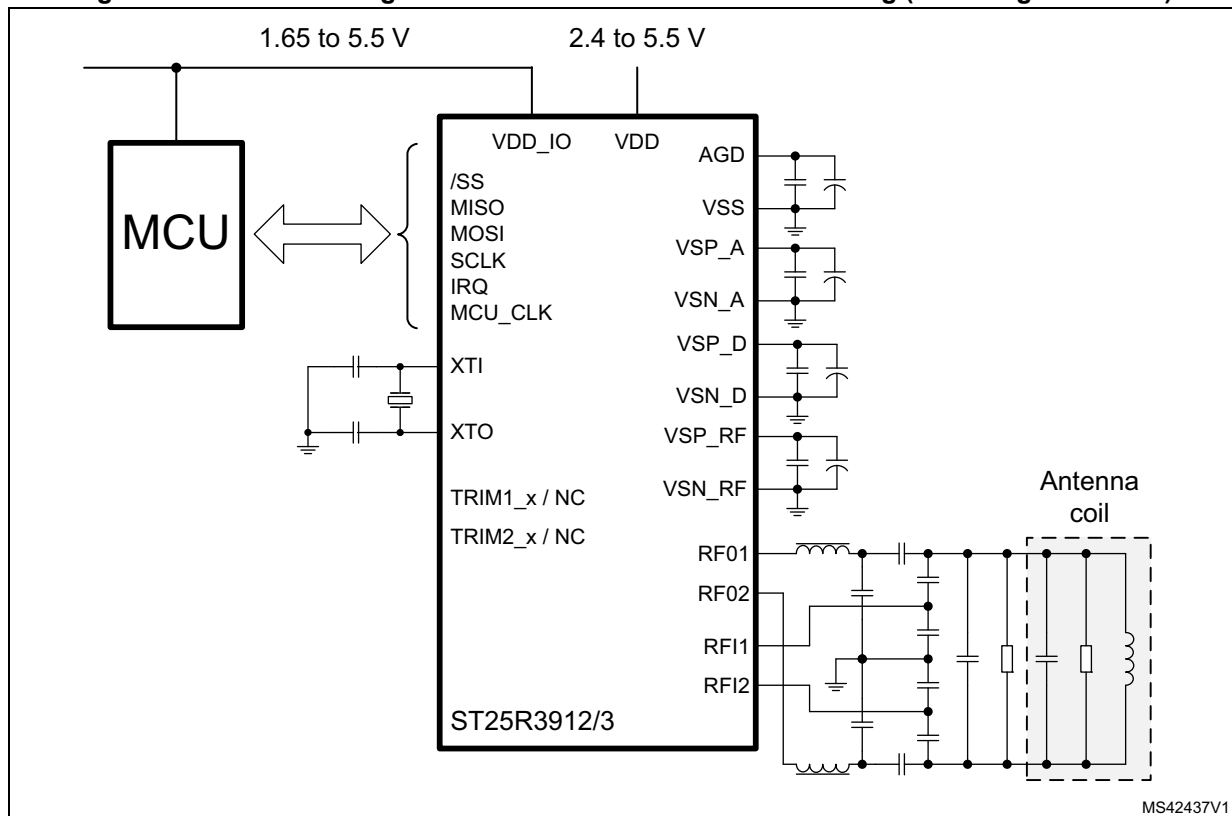 1.65 to 5.5 V
2.4 to 5.5 V
MCU
VDD_IO
VDD
/SS
MISO
MOSI
SCLK
IRQ
MCU_CLK
XTI
XTO
TRIM1_x / NC
TRIM2_x / NC
ST25R3912/3
AGD
VSS
VSP_A
VSN_A
VSP_D
VSN_D
VSP_RF
VSN_RF
RF01
RF02
RFI1
RFI2
Antenna
coil
MS42437V1